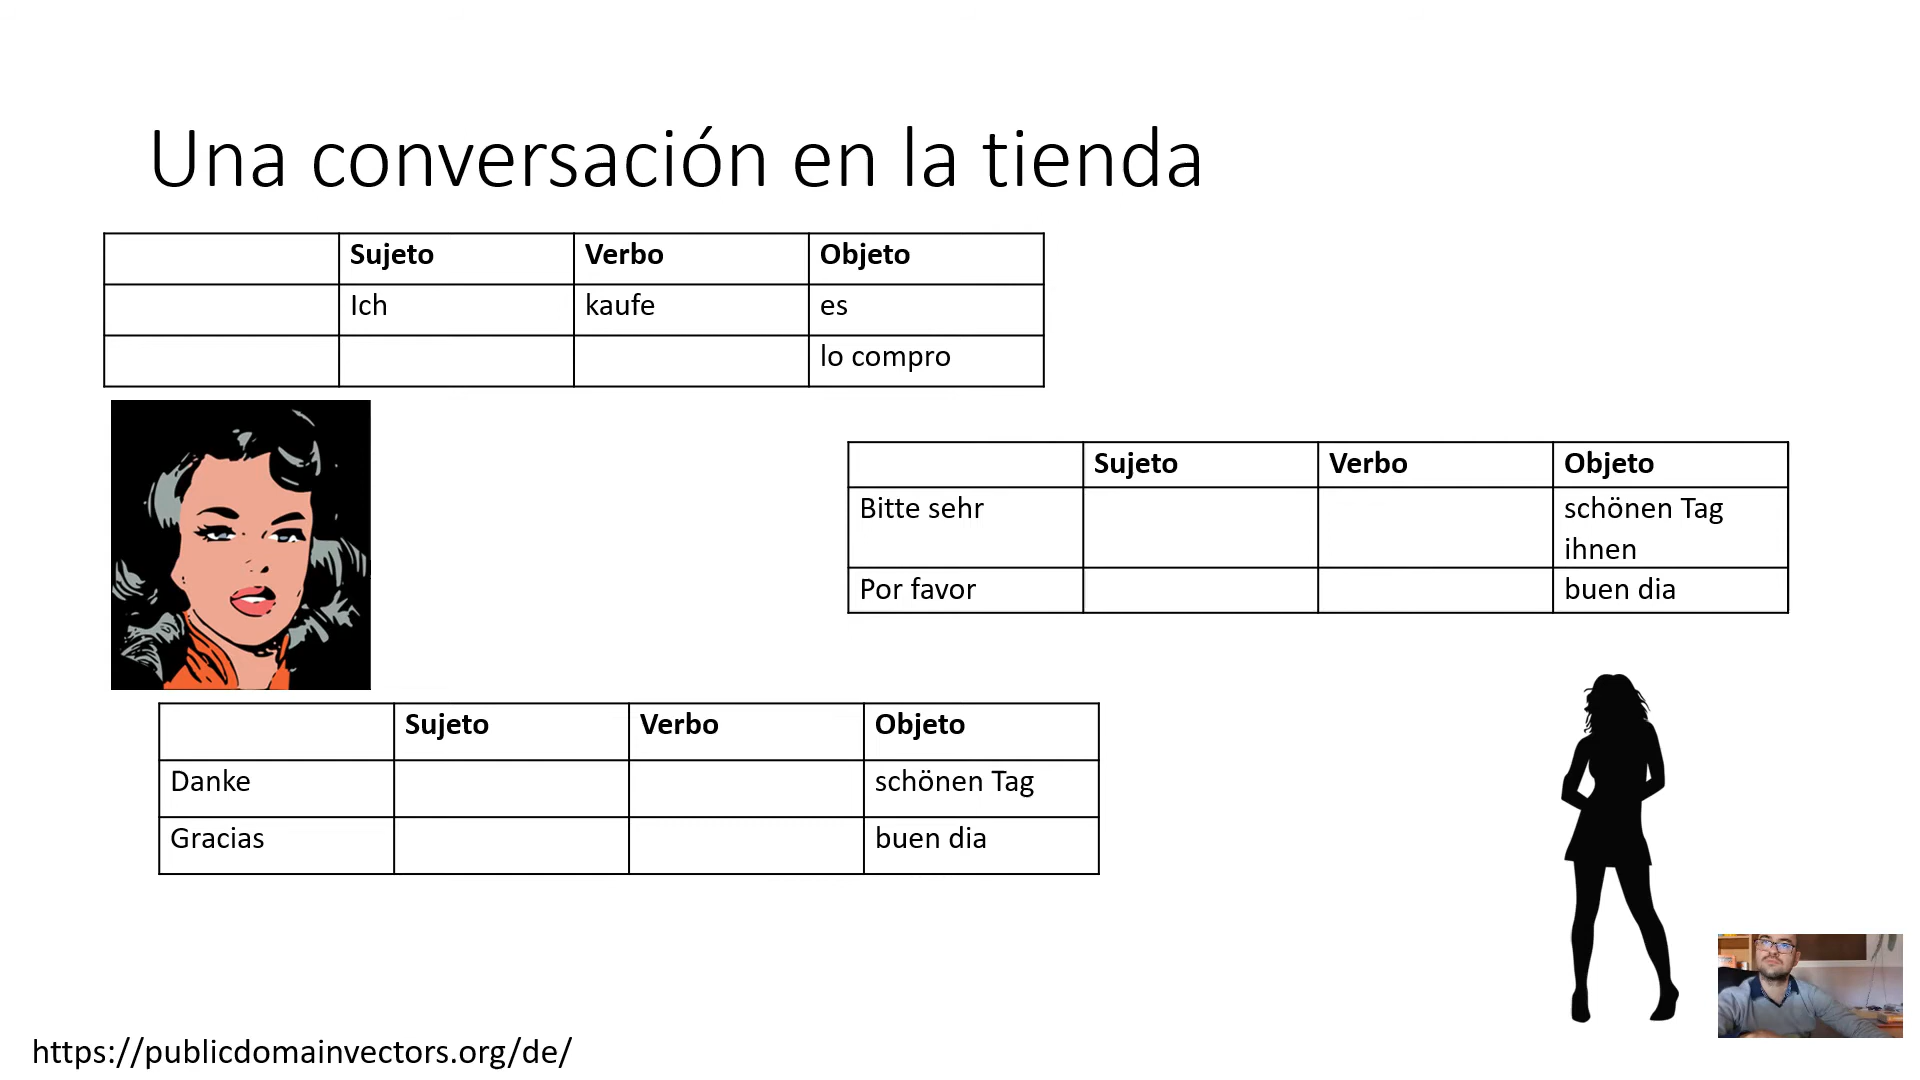 Una conversación en la tienda
Sujeto Verbo Objeto
Ich kaufe es
lo compro
Sujeto Verbo Objeto
Bitte sehr schönen Tag
ihnen
Por favor buen dia
Sujeto Verbo Objeto
Danke schönen Tag
Gracias buen dia
https://publicdomainvectors.org/de/